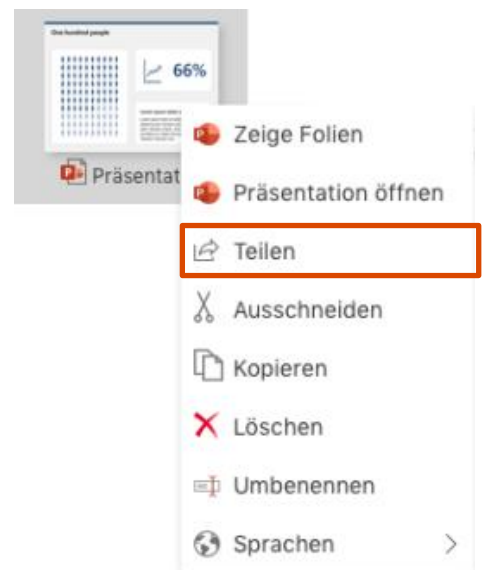 One hundred people
66%
Präsentat
Zeige Folien
Präsentation öffnen
Teilen
Ausschneiden
Kopieren
Löschen
Umbenennen
Sprachen